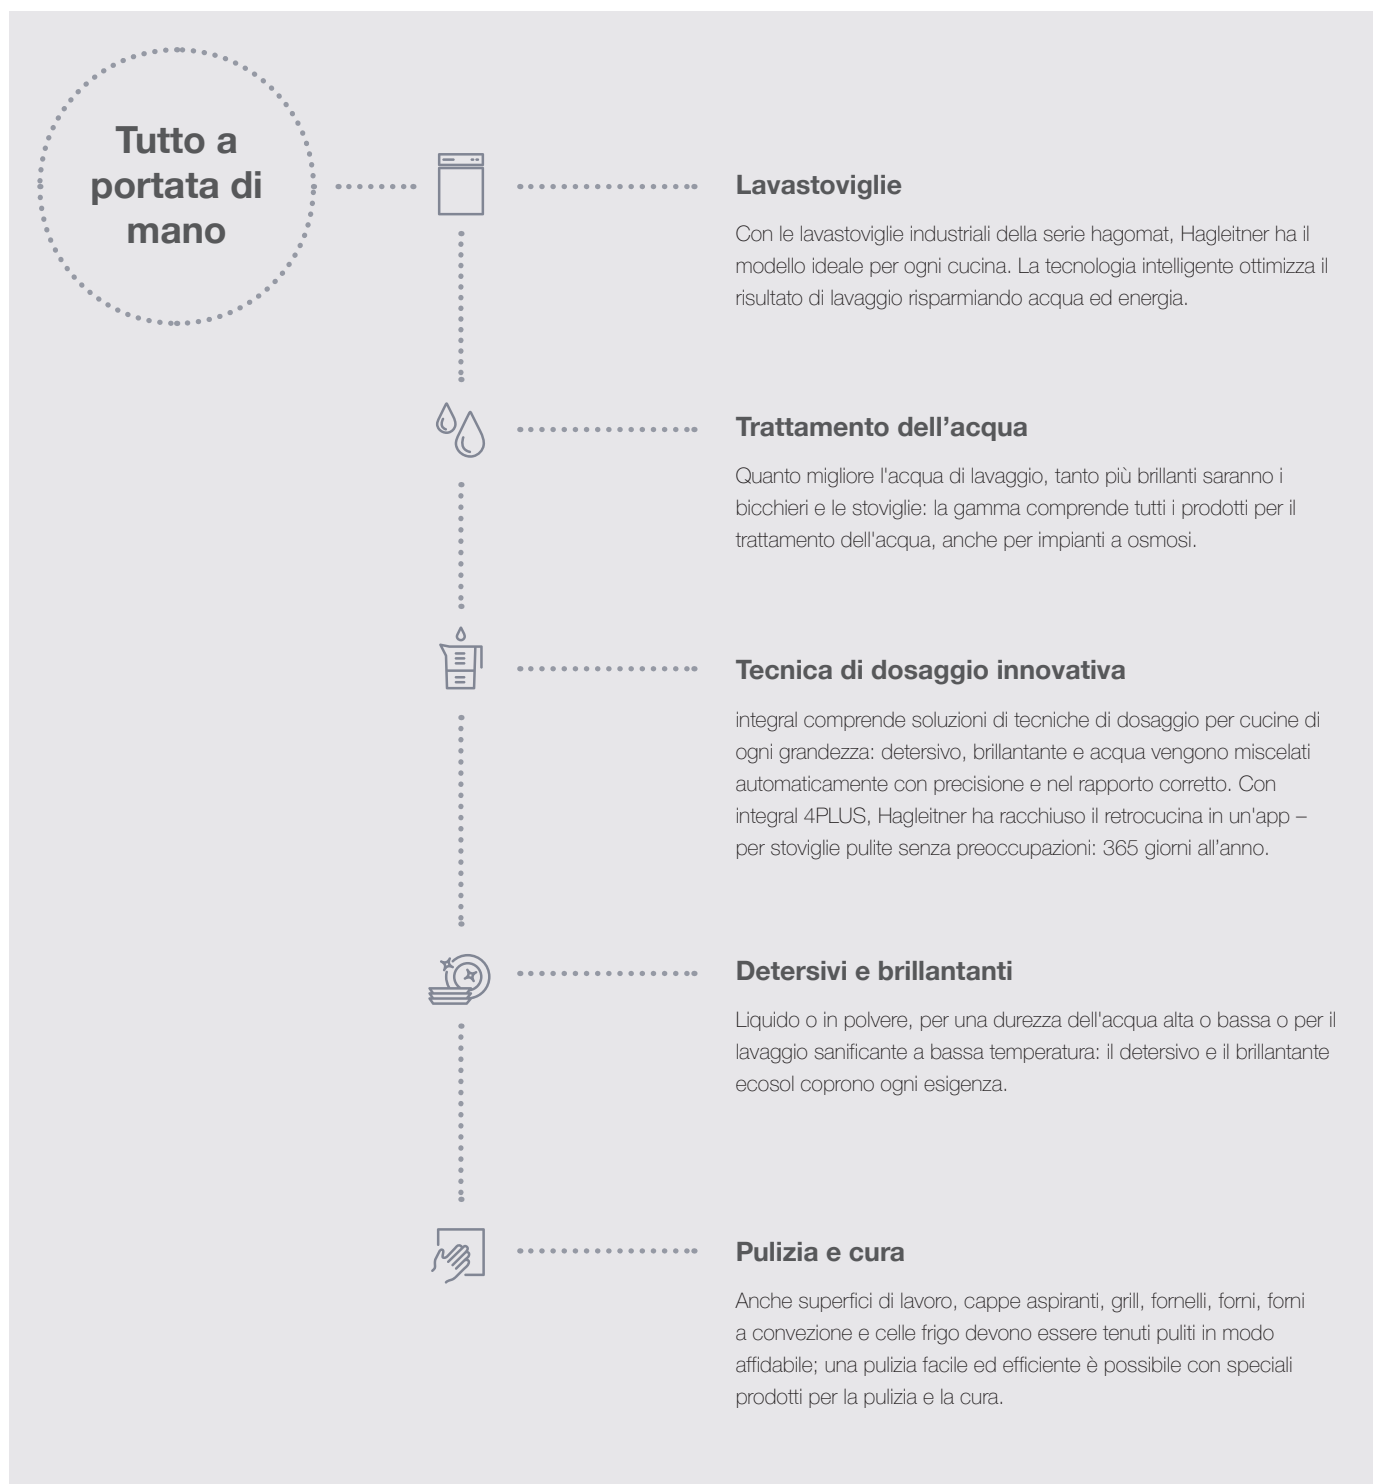 Tutto a
portata di
mano
Lavastoviglie
Con le lavastoviglie industriali della serie hagomat, Hagleitner ha il
modello ideale per ogni cucina. La tecnologia intelligente ottimizza il
risultato di lavaggio risparmiando acqua ed energia.
Trattamento dell’acqua
Quanto migliore l'acqua di lavaggio, tanto più brillanti saranno i
bicchieri e le stoviglie: la gamma comprende tutti i prodotti per il
trattamento dell'acqua, anche per impianti a osmosi.
Tecnica di dosaggio innovativa
integral comprende soluzioni di tecniche di dosaggio per cucine di
ogni grandezza: detersivo, brillantante e acqua vengono miscelati
automaticamente con precisione e nel rapporto corretto. Con
integral 4PLUS, Hagleitner ha racchiuso il retrocucina in un'app –
per stoviglie pulite senza preoccupazioni: 365 giorni all’anno.
Detersivi e brillantanti
Liquido o in polvere, per una durezza dell'acqua alta o bassa o per il
lavaggio sanificante a bassa temperatura: il detersivo e il brillantante
ecosol coprono ogni esigenza.
Pulizia e cura
Anche superfici di lavoro, cappe aspiranti, grill, fornelli, forni, forni
a convezione e celle frigo devono essere tenuti puliti in modo
affidabile; una pulizia facile ed efficiente è possibile con speciali
prodotti per la pulizia e la cura.